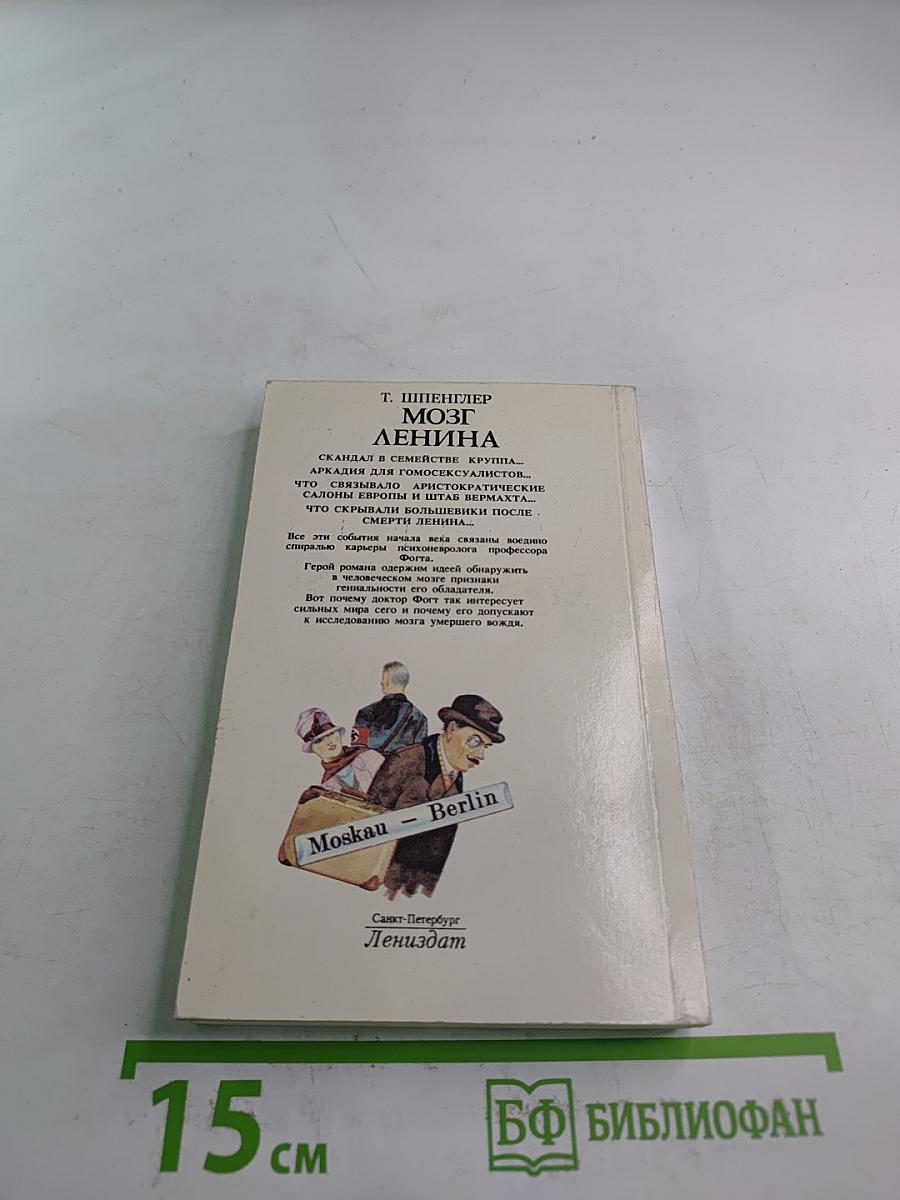 Т. ШПЕНГЛЕР
МОЗГ
ЛЕНИНА
СКАНДАЛ В СЕМЕЙСТВЕ КРУППА...
АРКАДИЯ ДЛЯ ГОМОСЕКСУАЛИСТОВ...
ЧТО СВЯЗЫВАЛО АРИСТОКРАТИЧЕСКИЕ
САЛОНЫ ЕВРОПЫ И ШТАБ ВЕРМАХТА...
ЧТО СКРЫВАЛИ БОЛЬШЕВИКИ ПОСЛЕ
СМЕРТИ ЛЕНИНА...
Все эти события начала века связаны воедино
спиралью карьеры психоневролога профессора
Фогта.
Герой романа одержим идеей обнаружить
в человеческом мозге признаки
гениальности его обладателя.
Вот почему доктор Фогт так интересует
сильных мира сего и почему его допускают
к исследованию мозга умершего вождя.
Moskau – Berlin
Санкт-Петербург
Лениздат
15 см
БФ БИБЛИОФАН